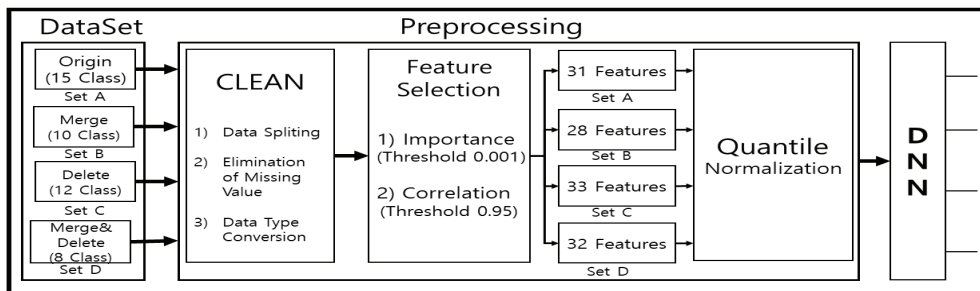 DataSet
Preprocessing
Origin
(15 Class)
Set A
Merge
(10 Class)
Set B
Delete
(12 Class)
Set C
Merge&
Delete
(8 Class)
Set D
CLEAN
1) Data Spliting
2) Elimination
of Missing
Value
3) Data Type
Conversion
Feature
Selection
1) Importance
(Threshold 0.001)
2) Correlation
(Threshold 0.95)
31 Features
Set A
28 Features
Set B
33 Features
Set C
32 Features
Set D
Quantile
Normalization
D
N
N